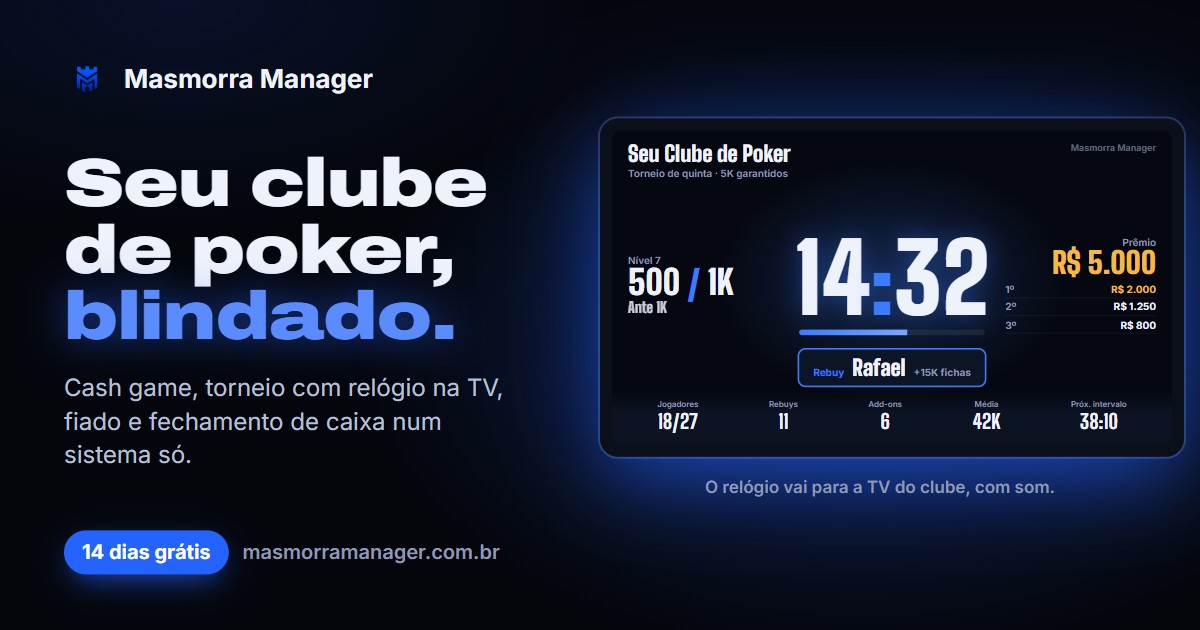 Masmorra Manager
Seu clube
de poker,
blindado.
Cash game, torneio com relógio na TV,
fiado e fechamento de caixa num
sistema só.
14 dias grátis
masmorramanager.com.br
Seu Clube de Poker
Masmorra Manager
Torneio de quinta · 5K garantidos
Nível 7
500 / 1K
Ante 1K
14:32
Prêmio
R$ 5.000
1º R$ 2.000
2º R$ 1.250
3º R$ 800
Rebuy Rafael +15K fichas
Jogadores Rebuys Add-ons Média Próx. intervalo
18/27 11 6 42K 38:10
O relógio vai para a TV do clube, com som.